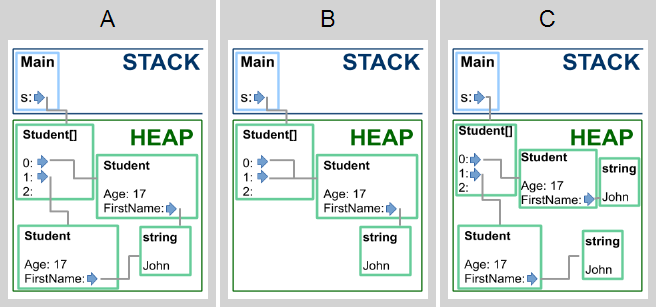 A
B
C
Main
STACK
s:
Student[]
HEAP
0:
1:
2:
Student
Age: 17
FirstName:
Student
Age: 17
FirstName:
string
John
Main
STACK
s:
Student[]
HEAP
0:
1:
2:
Student
Age: 17
FirstName:
string
John
Main
STACK
s:
Student[]
HEAP
0:
1:
2:
Student
Age: 17
FirstName:
string
John
Student
Age: 17
FirstName:
string
John